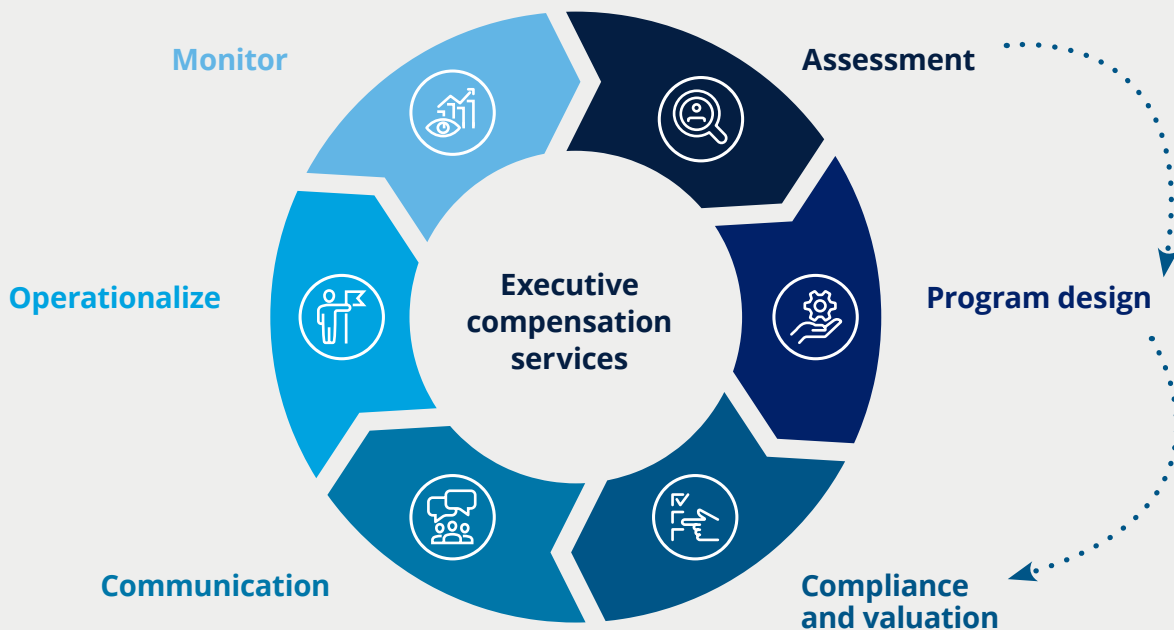 Monitor
Assessment
Operationalize
Executive
compensation
services
Program design
Communication
Compliance
and valuation